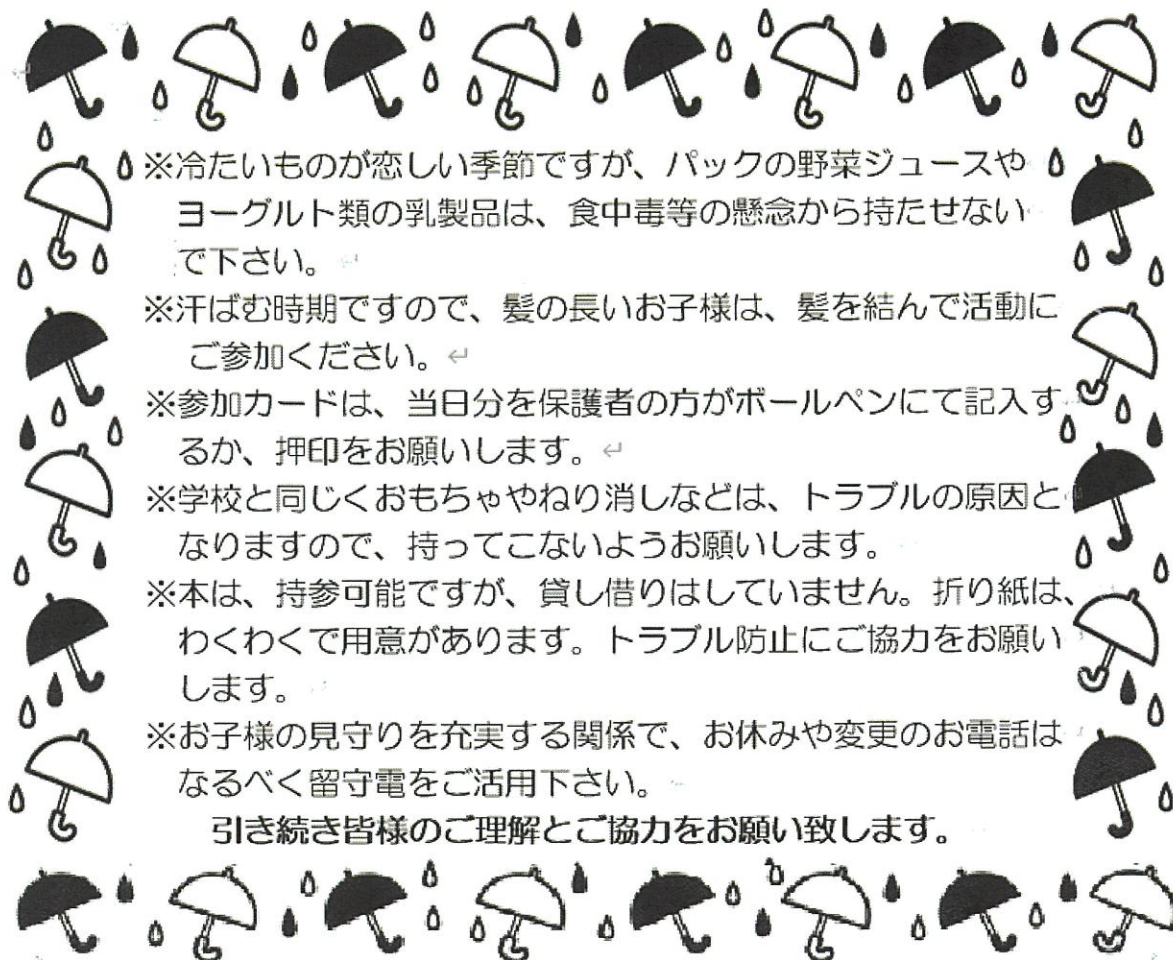 ※冷たいものが恋しい季節ですが、パックの野菜ジュースや
ヨーグルト類の乳製品は、食中毒等の懸念から持たせない
で下さい。
※汗ばむ時期ですので、髪の長いお子様は、髪を結んで活動に
ご参加ください。
※参加カードは、当日分を保護者の方がボールペンにて記入す
るか、押印をお願いします。
※学校と同じくおもちゃやねり消しなどは、トラブルの原因と
なりますので、持ってこないようお願いします。
※本は、持参可能ですが、貸し借りはしていません。折り紙は、
わくわくで用意があります。トラブル防止にご協力をお願い
します。
※お子様の見守りを充実する関係で、お休みや変更のお電話は
なるべく留守電をご活用下さい。
引き続き皆様のご理解とご協力をお願い致します。